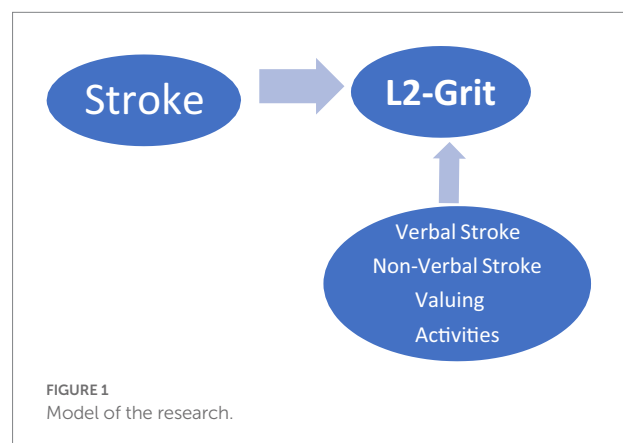 Stroke
L2-Grit
Verbal Stroke
Non-Verbal Stroke
Valuing
Activities
FIGURE 1
Model of the research.